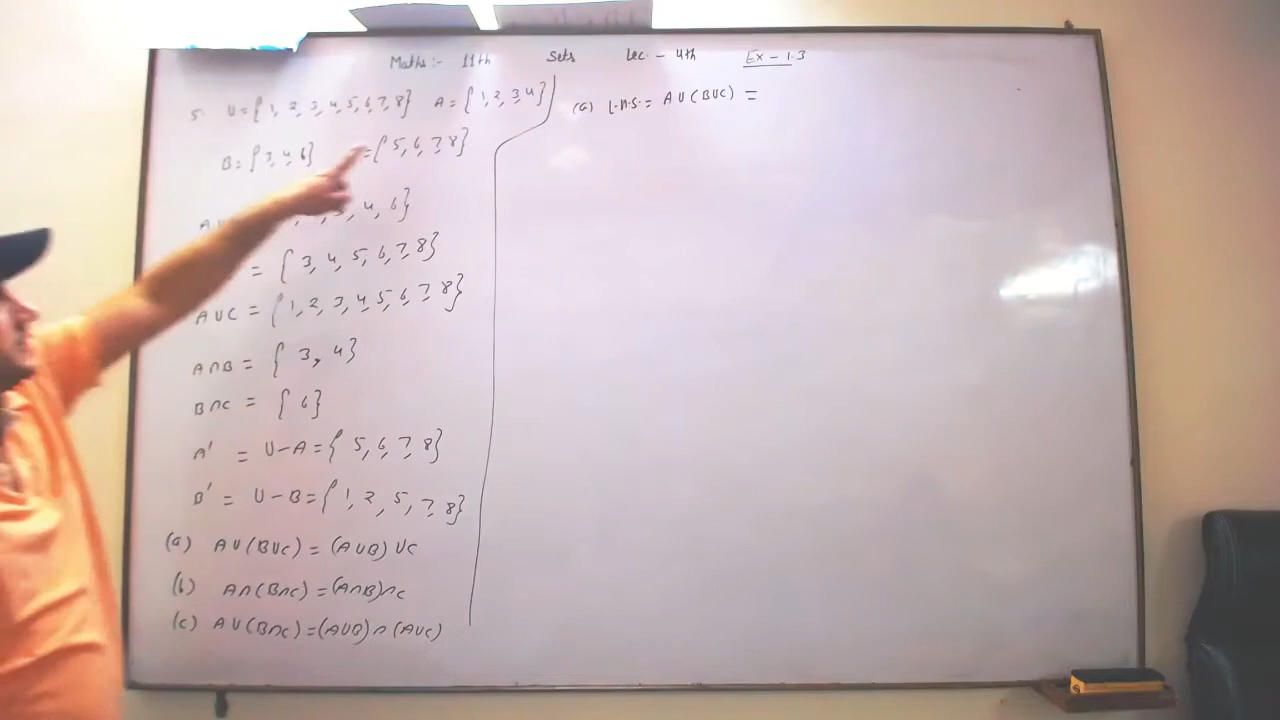 Maths:- 11th Sets Lec.- 4th Ex-1.3
5. U={1, 2, 3, 4, 5, 6, 7, 8} A={1, 2, 3, 4}
B={3, 4, 6} ={5, 6, 7, 8}
A 4, 6}
= {3, 4, 5, 6, 7, 8}
A∪C = {1, 2, 3, 4, 5, 6, 7, 8}
A∩B = {3, 4}
B∩C = {6}
A' = U-A={5, 6, 7, 8}
B' = U-B={1, 2, 5, 7, 8}
(a) A∪(B∪C) = (A∪B)∪C
(b) A∩(B∩C) =(A∩B)∩C
(c) A∪(B∩C)=(A∪B)∩(A∪C)
(a) L.H.S.= A∪(B∪C) =